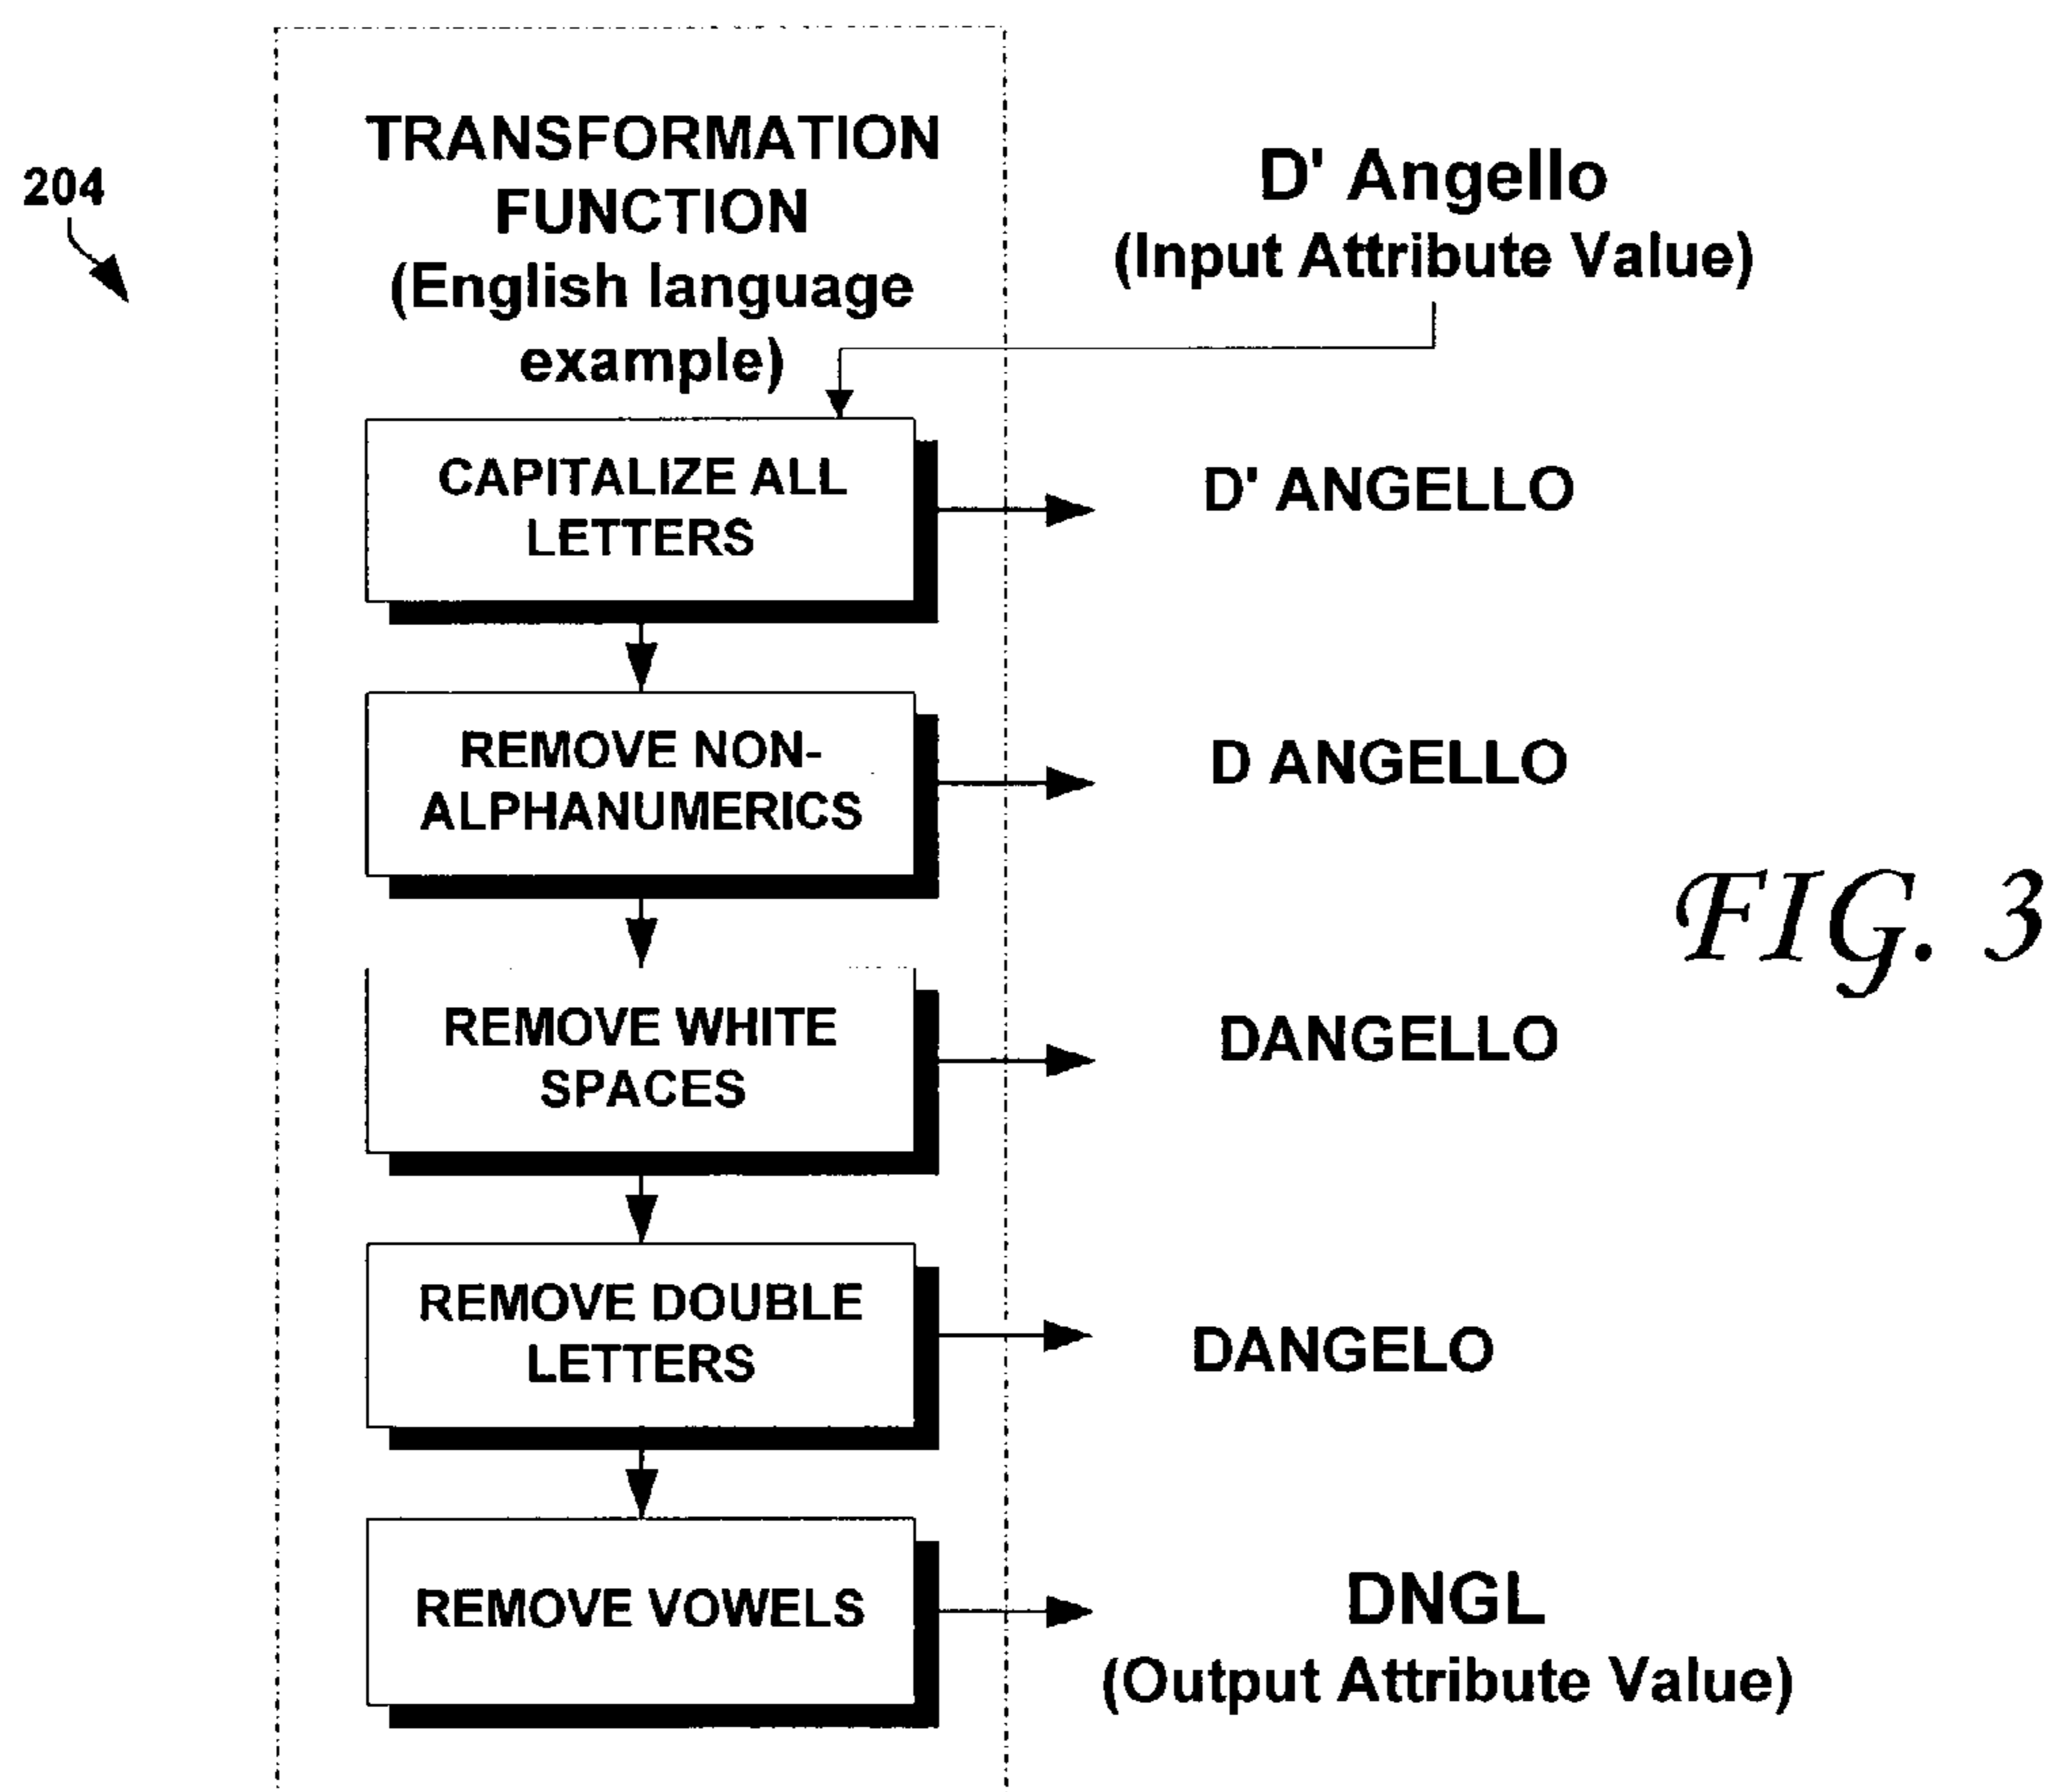 204
TRANSFORMATION
FUNCTION
(English language
example)
D' Angello
(Input Attribute Value)
CAPITALIZE ALL
LETTERS
D' ANGELLO
REMOVE NON-
ALPHANUMERICS
D ANGELLO
FIG. 3
REMOVE WHITE
SPACES
DANGELLO
REMOVE DOUBLE
LETTERS
DANGELO
REMOVE VOWELS
DNGL
(Output Attribute Value)